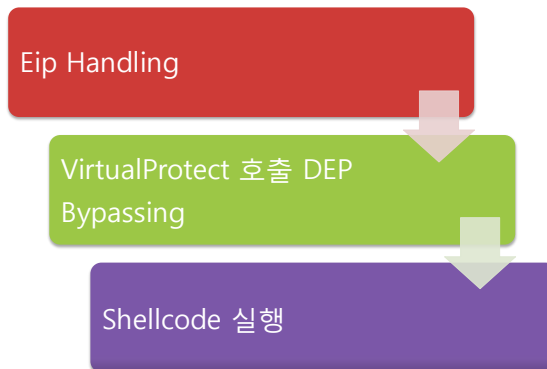 Eip Handling
VirtualProtect 호출 DEP
Bypassing
Shellcode 실행